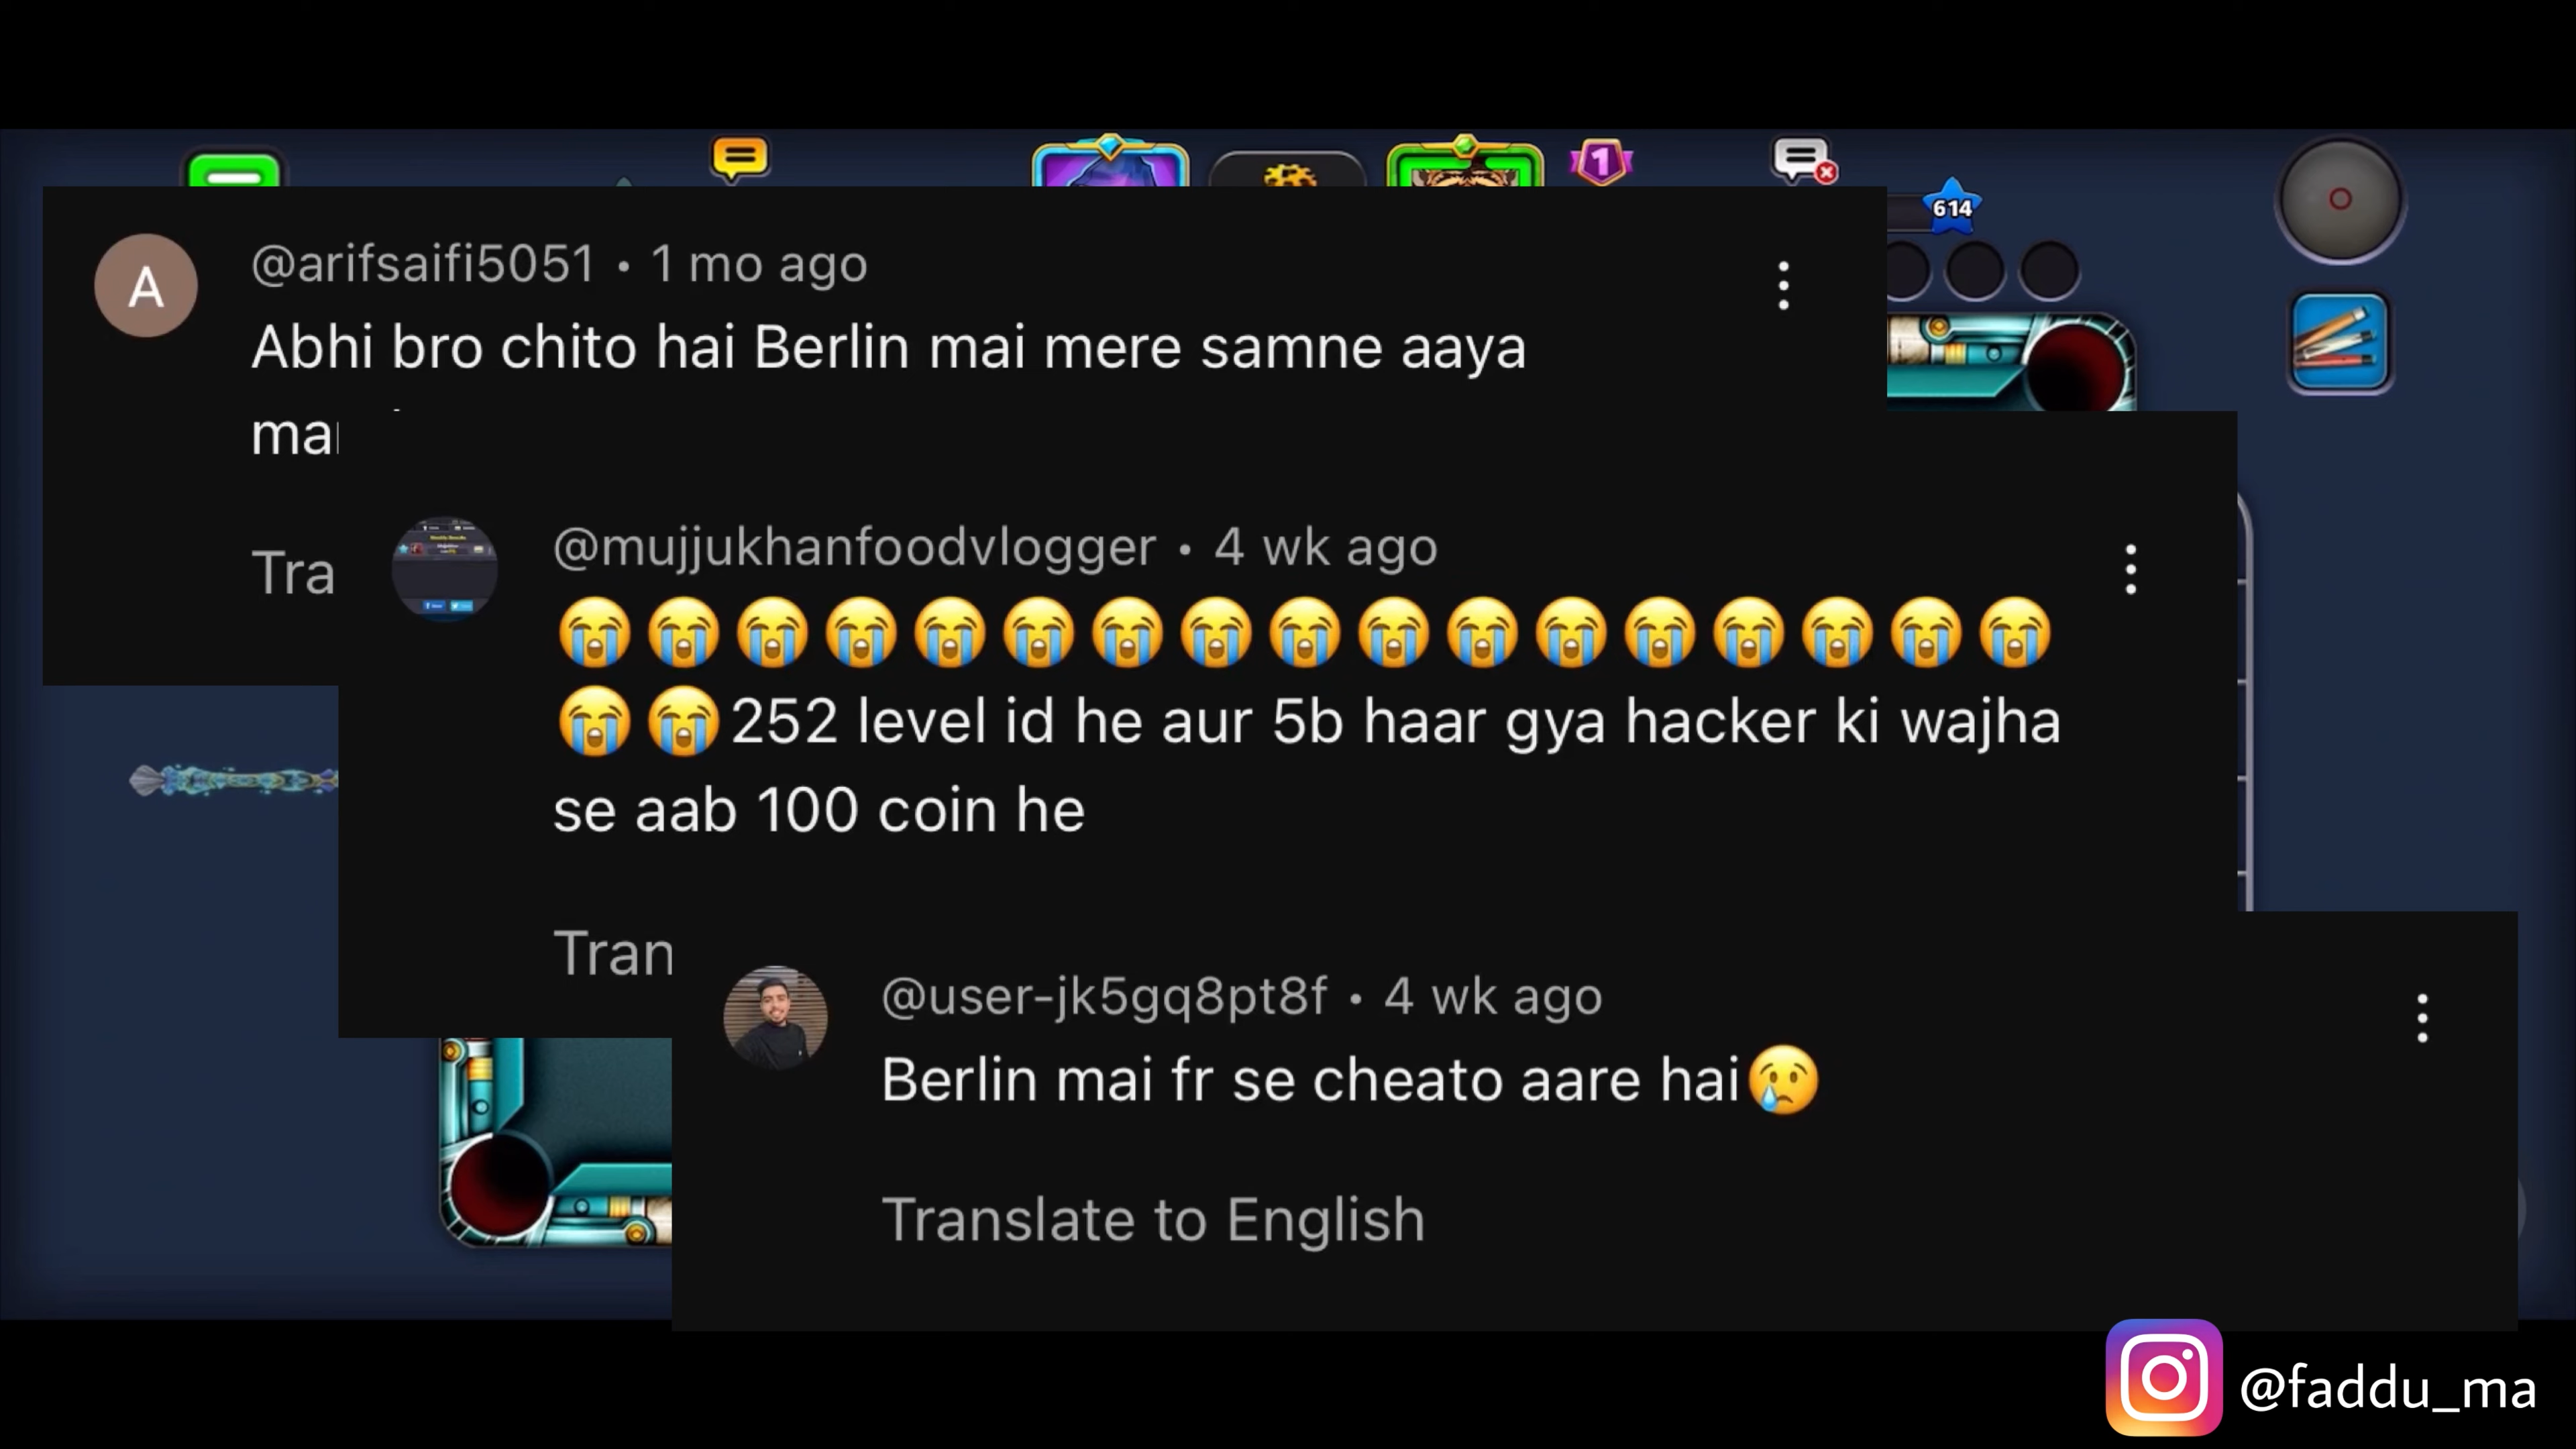 1
614
A
@arifsaifi5051 • 1 mo ago
Abhi bro chito hai Berlin mai mere samne aaya
@mujjukhanfoodvlogger • 4 wk ago
😭😭😭😭😭😭😭😭😭😭😭😭😭😭😭😭😭
😭😭252 level id he aur 5b haar gya hacker ki wajha
se aab 100 coin he
@user-jk5gq8pt8f • 4 wk ago
Berlin mai fr se cheato aare hai😢
Translate to English
@faddu_ma